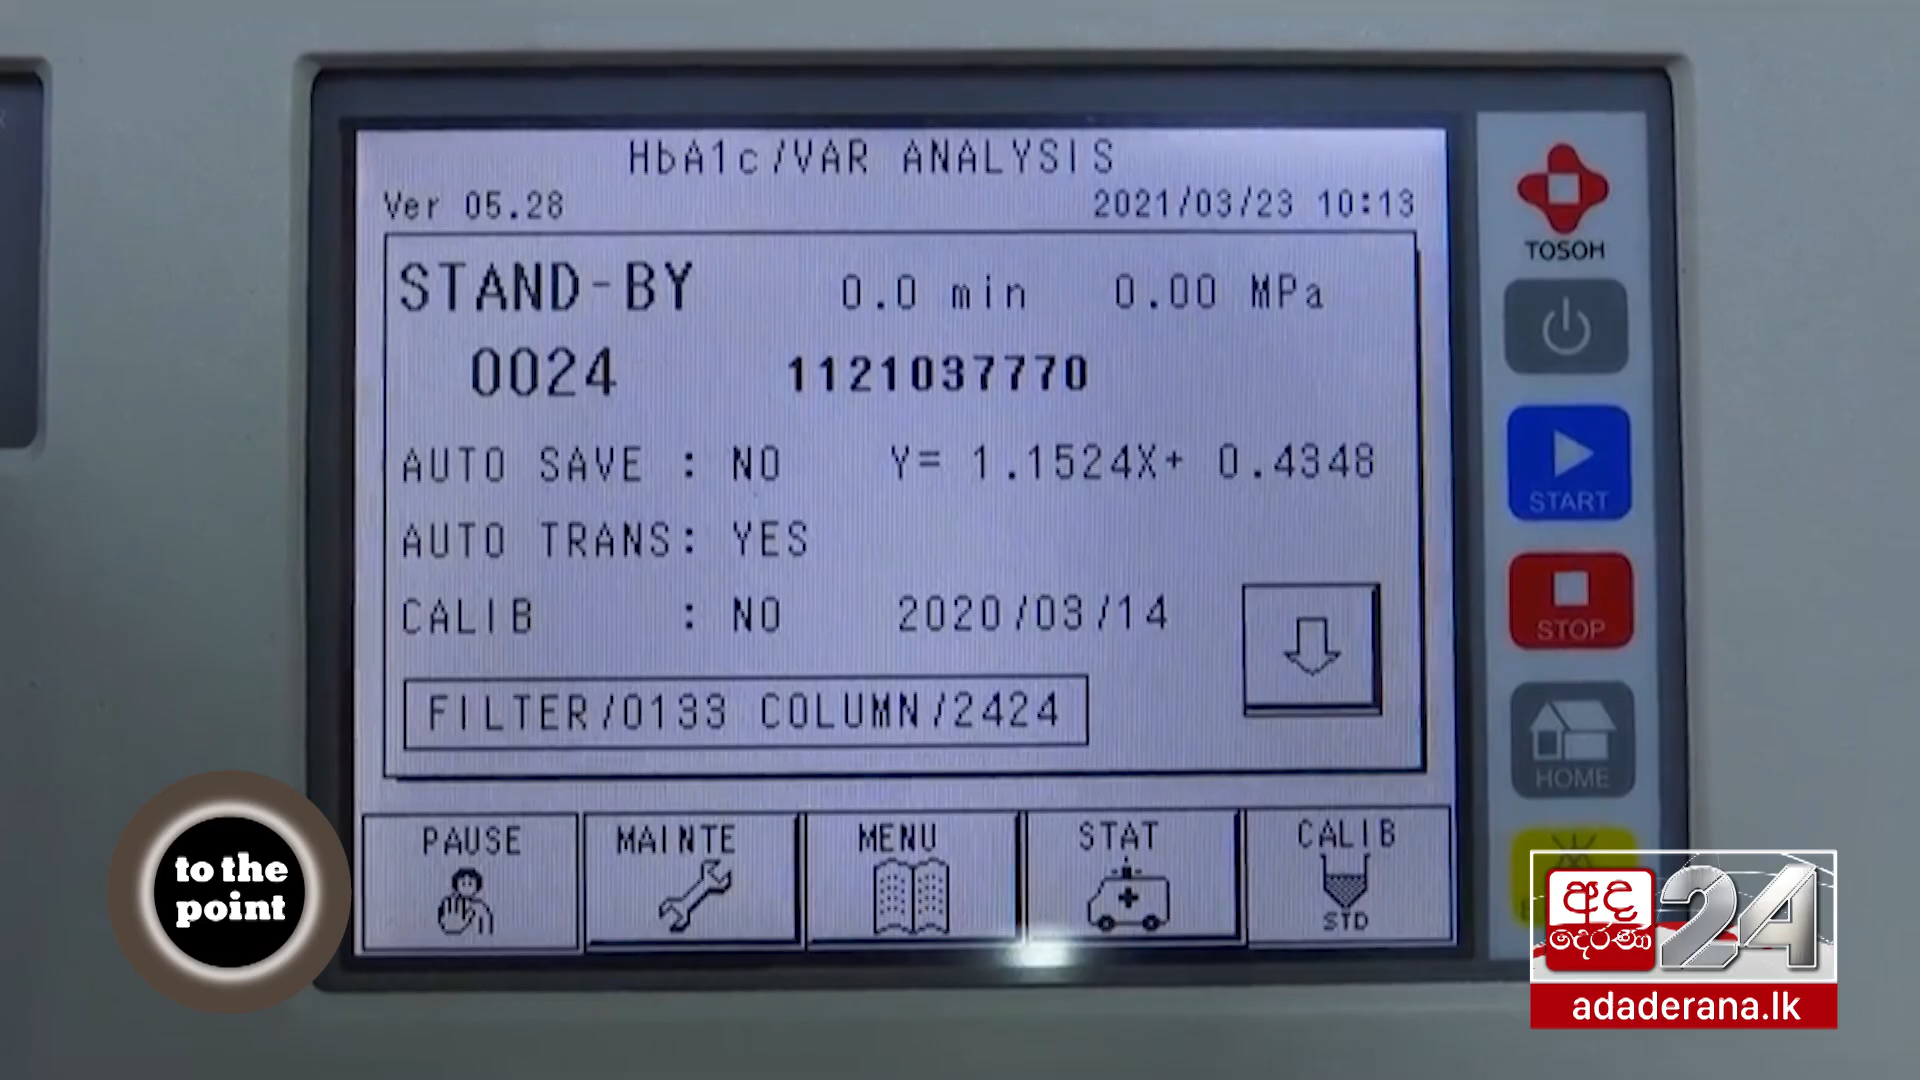 HbA1c/VAR ANALYSIS
Ver 05.28 2021/03/23 10:13
STAND-BY 0.0 min 0.00 MPa
0024 1121037770
AUTO SAVE : NO Y= 1.1524X+ 0.4348
AUTO TRANS: YES
CALIB : NO 2020/03/14
FILTER/0133 COLUMN/2424
PAUSE MAINTE MENU STAT CALIB
STD
TOSOH
START
STOP
HOME
to the
point
අද
දෙරණ
24
adaderana.lk